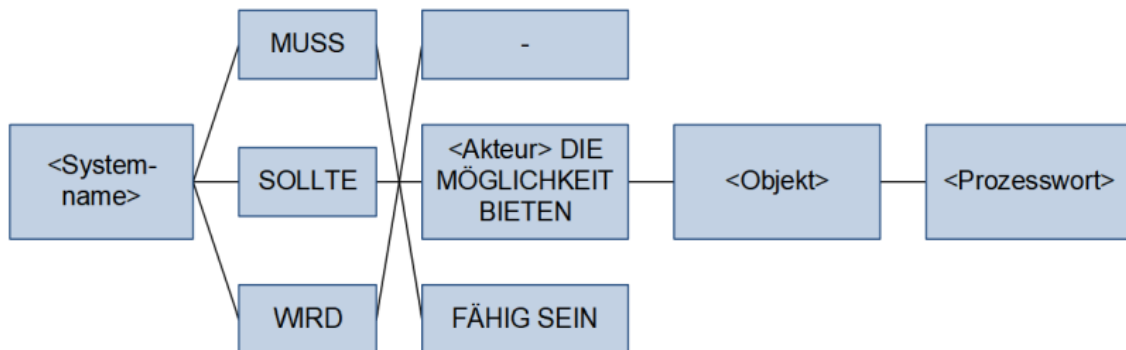 MUSS
-
<System-
name>
SOLLTE
<Akteur> DIE
MÖGLICHKEIT
BIETEN
<Objekt>
<Prozesswort>
WIRD
FÄHIG SEIN